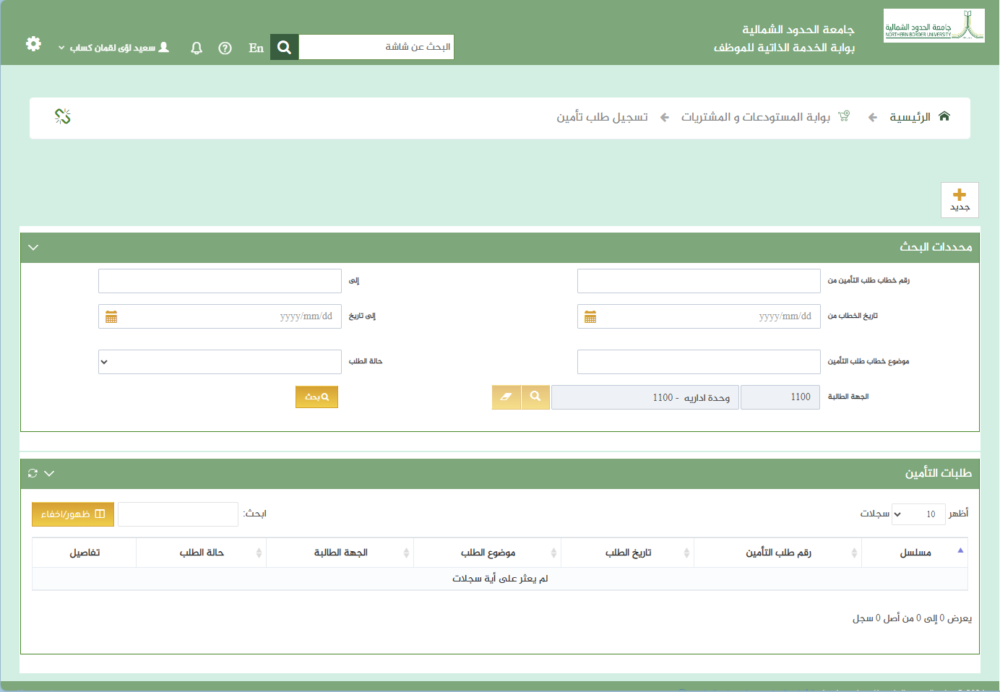 جامعة الحدود الشمالية
NORTHERN BORDER UNIVERSITY
جامعة الحدود الشمالية
بوابة الخدمة الذاتية للموظف
البحث عن شاشة
En
سعيد لؤى لقمان كساب
الرئيسية
بوابة المستودعات و المشتريات
تسجيل طلب تأمين
جديد
محددات البحث
رقم خطاب طلب التأمين من
إلى
تاريخ الخطاب من
yyyy/mm/dd
إلى تاريخ
yyyy/mm/dd
موضوع خطاب طلب التأمين
حالة الطلب
الجهة الطالبة
1100
وحدة اداريه - 1100
بحث
طلبات التأمين
أظهر 10 سجلات
ابحث:
ظهور/اخفاء
مسلسل رقم طلب التأمين تاريخ الطلب موضوع الطلب الجهة الطالبة حالة الطلب تفاصيل
لم يعثر على أية سجلات
يعرض 0 إلى 0 من أصل 0 سجل